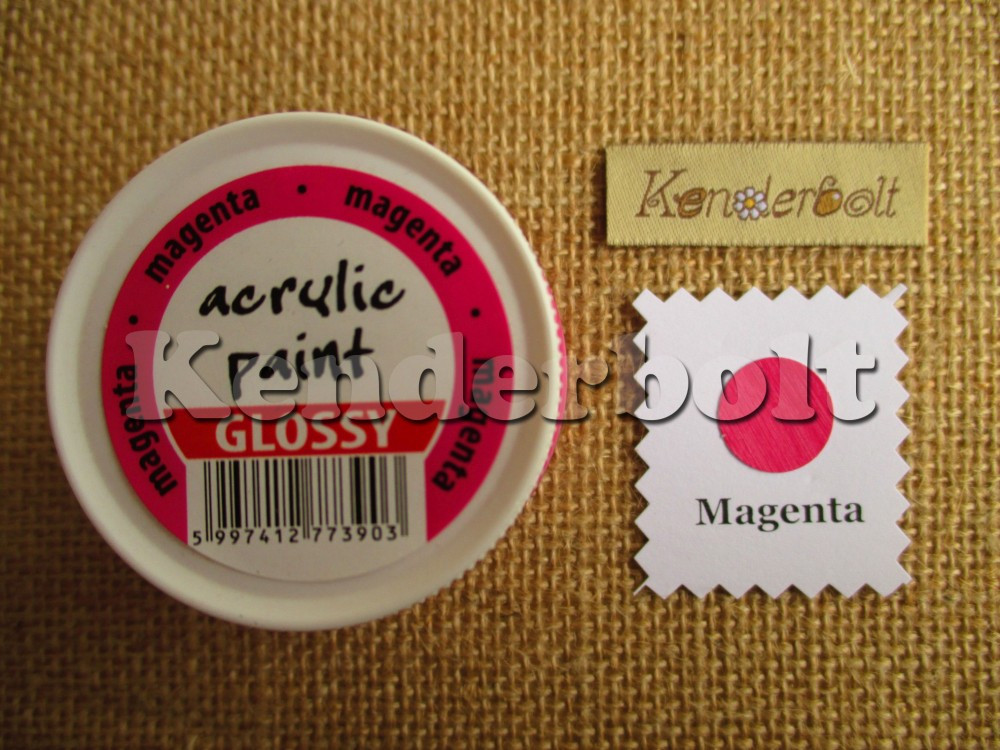 magenta · magenta · magenta
· magenta
acrylic
paint
GLOSSY
5 997412 773903
Kenderbolt
Magenta
Kenderbolt